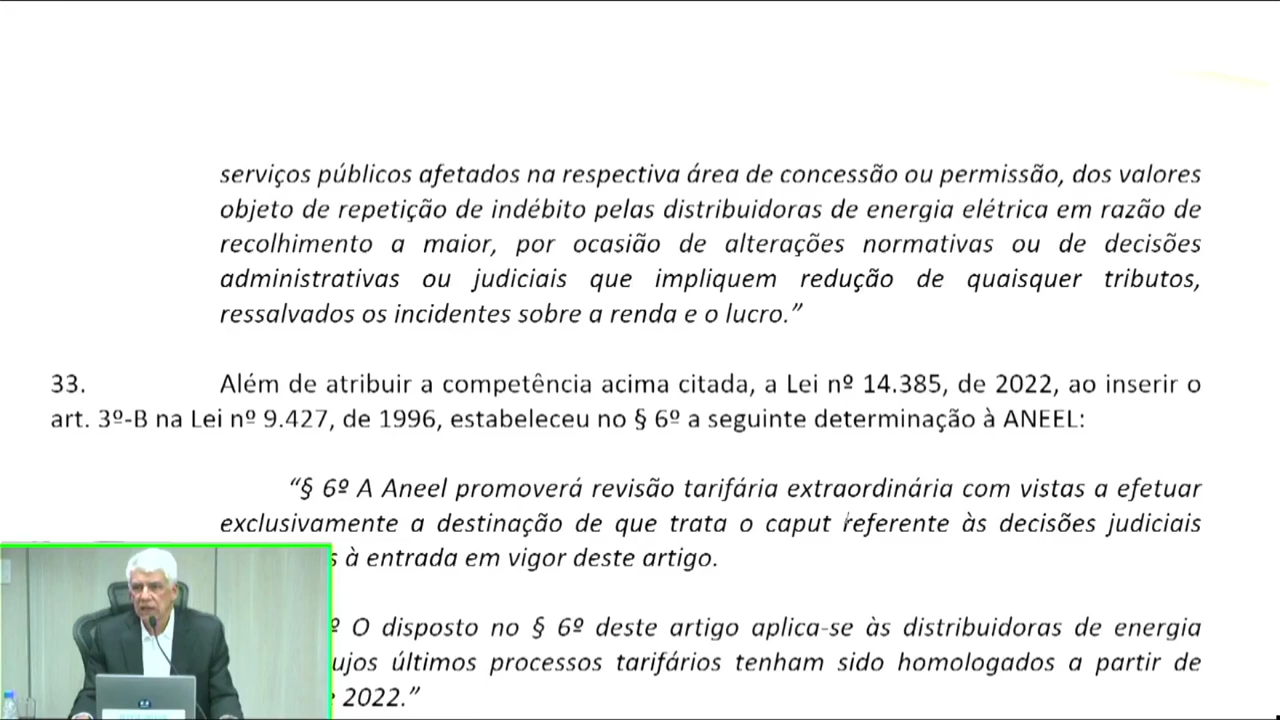 serviços públicos afetados na respectiva área de concessão ou permissão, dos valores
objeto de repetição de indébito pelas distribuidoras de energia elétrica em razão de
recolhimento a maior, por ocasião de alterações normativas ou de decisões
administrativas ou judiciais que impliquem redução de quaisquer tributos,
ressalvados os incidentes sobre a renda e o lucro.”
33. Além de atribuir a competência acima citada, a Lei nº 14.385, de 2022, ao inserir o
art. 3º-B na Lei nº 9.427, de 1996, estabeleceu no § 6º a seguinte determinação à ANEEL:
“§ 6º A Aneel promoverá revisão tarifária extraordinária com vistas a efetuar
exclusivamente a destinação de que trata o caput referente às decisões judiciais
à entrada em vigor deste artigo.
O disposto no § 6º deste artigo aplica-se às distribuidoras de energia
últimos processos tarifários tenham sido homologados a partir de
2022.”